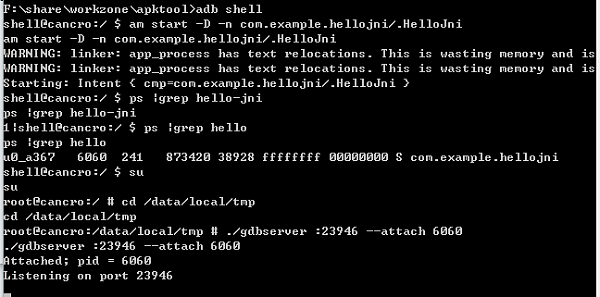 F:\share\workzone\apktool>adb shell
shell@cancro:/ $ am start -D -n com.example.hellojni/.HelloJni
am start -D -n com.example.hellojni/.HelloJni
WARNING: linker: app_process has text relocations. This is wasting memory and is
WARNING: linker: app_process has text relocations. This is wasting memory and is
Starting: Intent { cmp=com.example.hellojni/.HelloJni }
shell@cancro:/ $ ps |grep hello-jni
ps |grep hello-jni
1|shell@cancro:/ $ ps |grep hello
ps |grep hello
u0_a367   6060  241   873420 38928 ffffffff 00000000 S com.example.hellojni
shell@cancro:/ $ su
su
root@cancro:/ # cd /data/local/tmp
cd /data/local/tmp
root@cancro:/data/local/tmp # ./gdbserver :23946 --attach 6060
./gdbserver :23946 --attach 6060
Attached; pid = 6060
Listening on port 23946